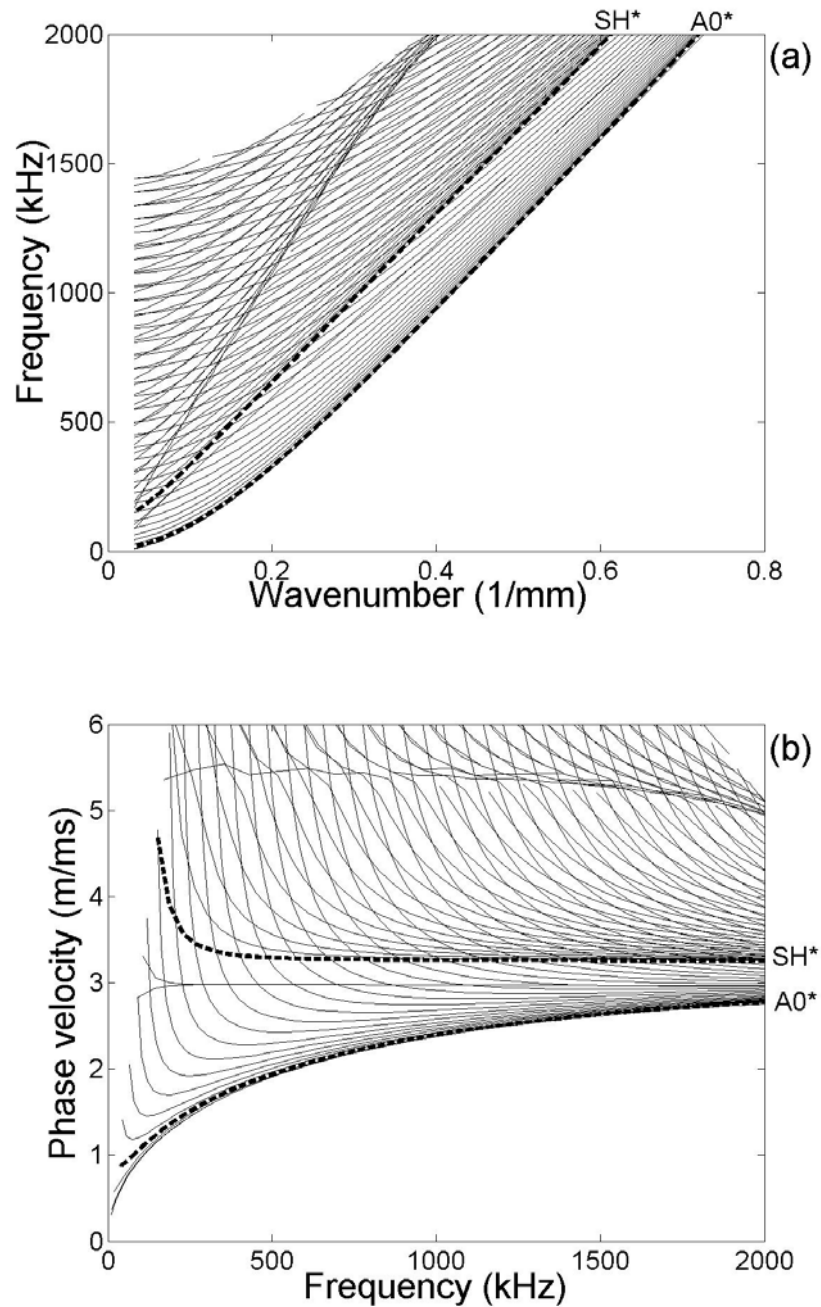 SH* A0*
2000
(a)
1500
1000
500
0
Frequency (kHz)
0 0.2 0.4 0.6 0.8
Wavenumber (1/mm)
6
(b)
5
4
3
2
1
0
SH*
A0*
Phase velocity (m/ms)
0 500 1000 1500 2000
Frequency (kHz)